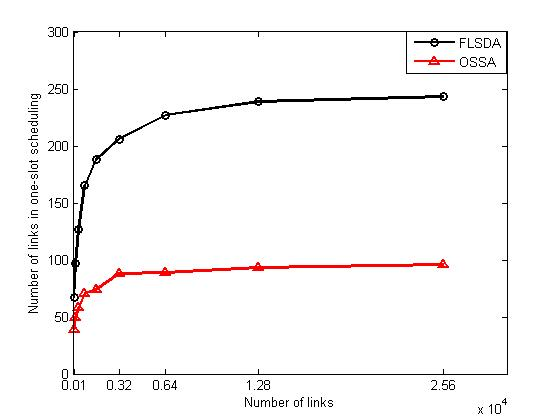 300
FLSDA
OSSA
250
200
150
100
50
0
Number of links in one-slot scheduling
0.01 0.32 0.64 1.28 2.56
Number of links
x 10^4